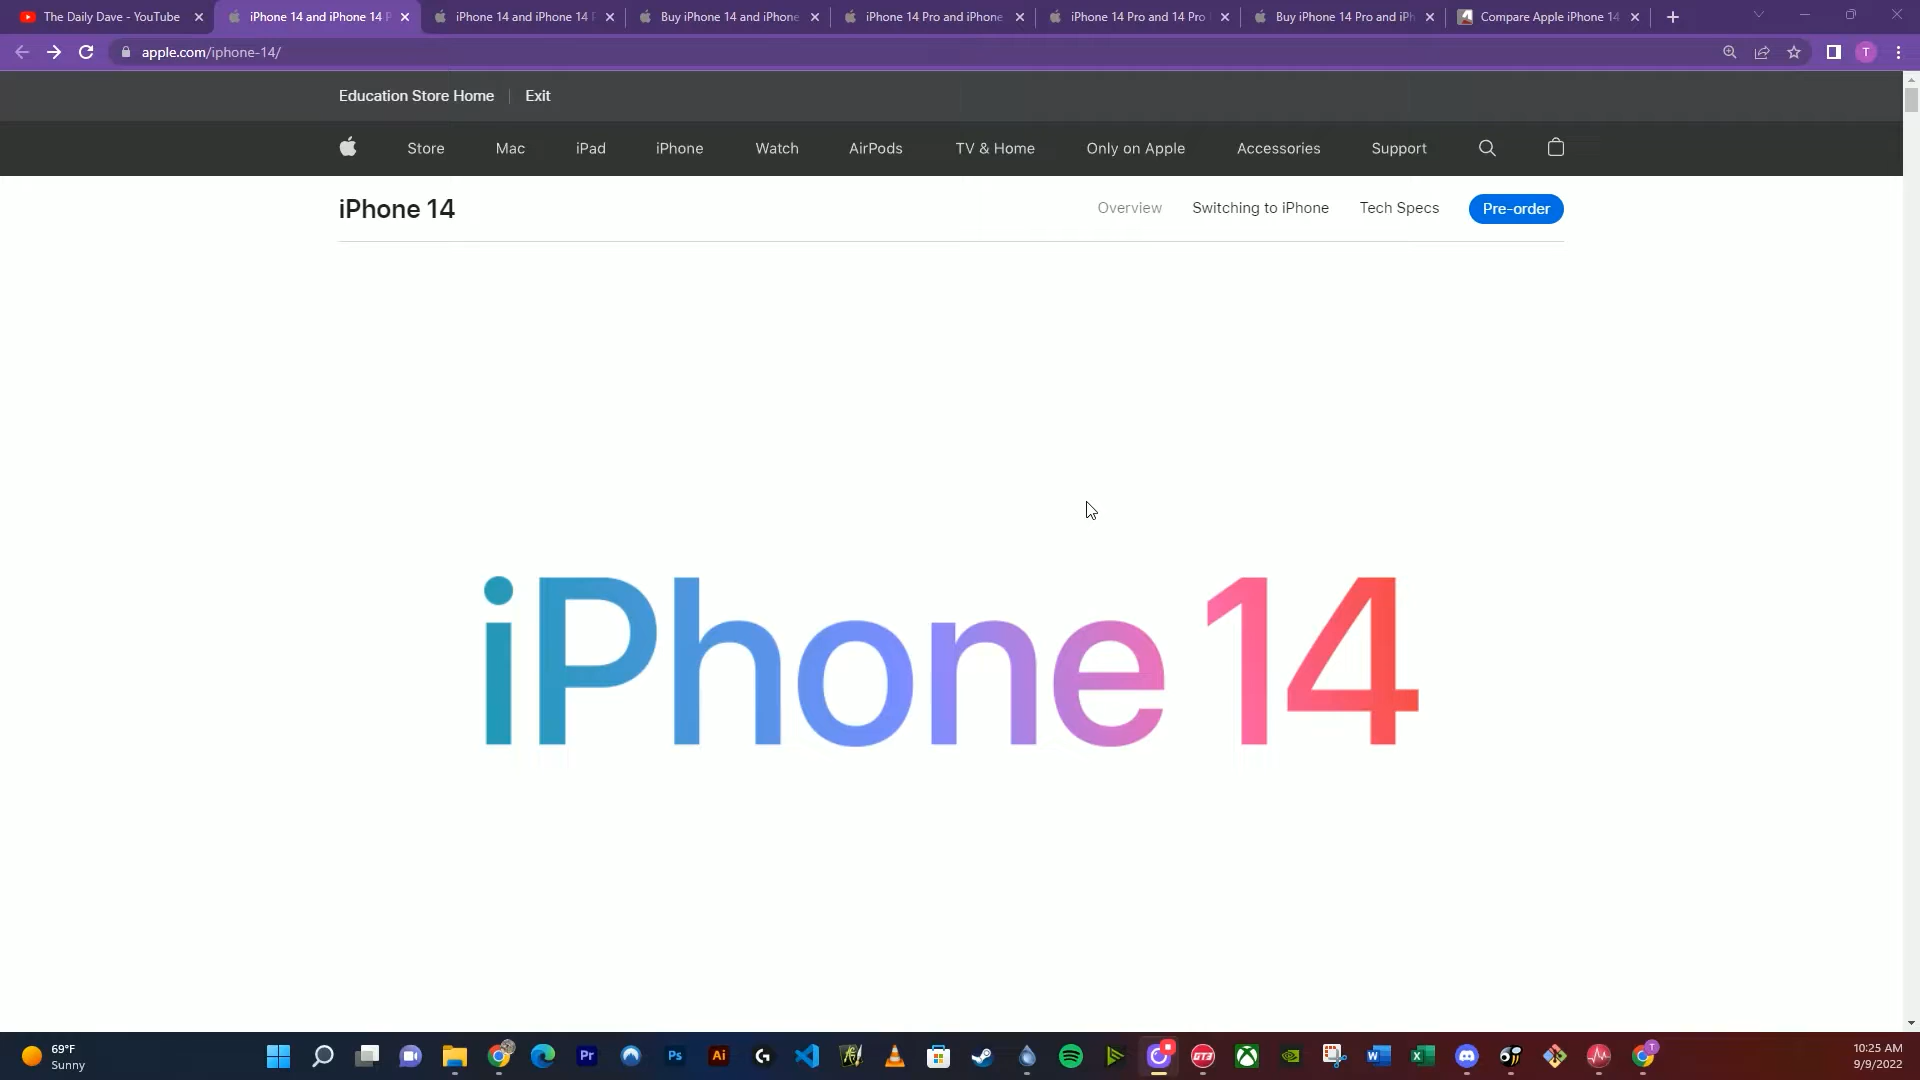 The Daily Dave - YouTube
iPhone 14 and iPhone 14 P
iPhone 14 and iPhone 14 P
Buy iPhone 14 and iPhone
iPhone 14 Pro and iPhone
iPhone 14 Pro and 14 Pro
Buy iPhone 14 Pro and iPh
Compare Apple iPhone 14
apple.com/iphone-14/
T
Education Store Home
Exit
Store
Mac
iPad
iPhone
Watch
AirPods
TV & Home
Only on Apple
Accessories
Support
iPhone 14
Overview
Switching to iPhone
Tech Specs
Pre-order
iPhone 14
69°F
Sunny
Pr
Ps
Ai
G
GT3
W
X
T
10:25 AM
9/9/2022